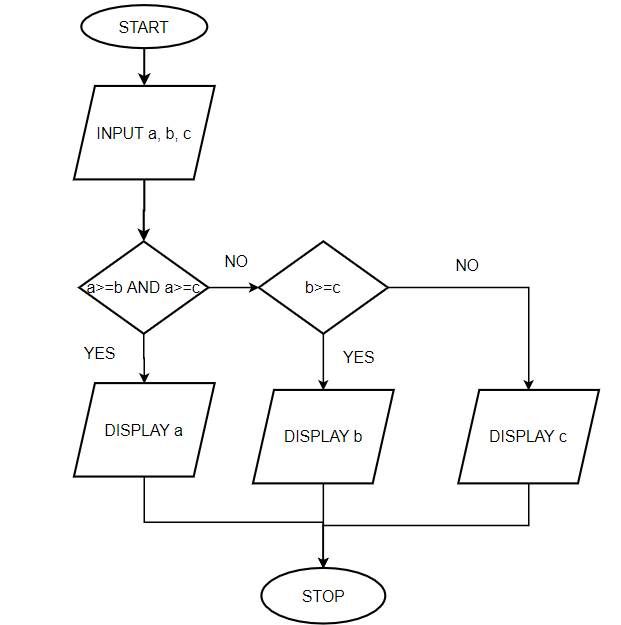 START
INPUT a, b, c
a>=b AND a>=c
NO
b>=c
NO
YES
YES
DISPLAY a
DISPLAY b
DISPLAY c
STOP